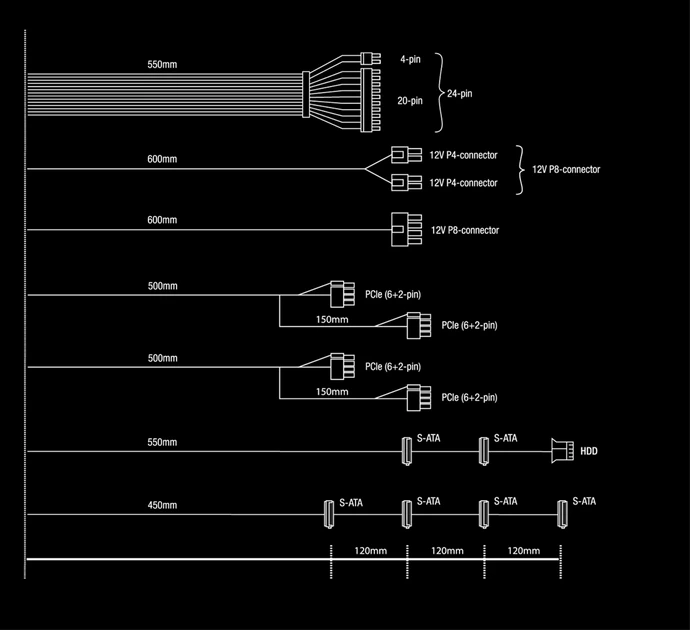 550mm
4-pin
20-pin
24-pin
600mm
12V P4-connector
12V P4-connector
12V P8-connector
600mm
12V P8-connector
500mm
PCIe (6+2-pin)
150mm
PCIe (6+2-pin)
500mm
PCIe (6+2-pin)
150mm
PCIe (6+2-pin)
550mm
S-ATA
S-ATA
HDD
450mm
S-ATA
S-ATA
S-ATA
S-ATA
120mm
120mm
120mm